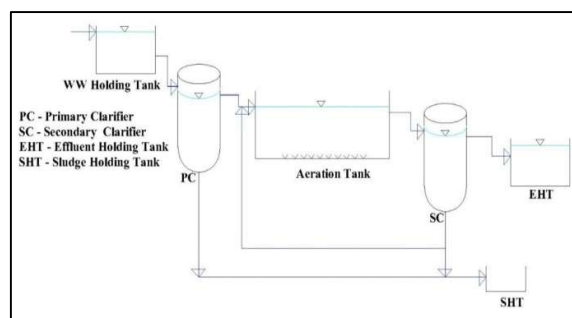 WW Holding Tank
PC - Primary Clarifier
SC - Secondary Clarifier
EHT - Effluent Holding Tank
SHT - Sludge Holding Tank
PC
Aeration Tank
SC
EHT
SHT